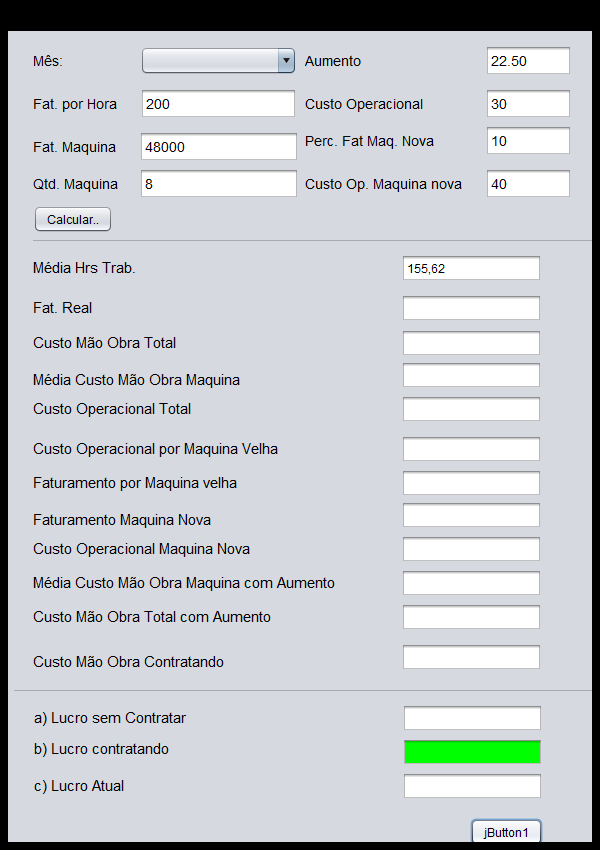 Mês: Aumento 22.50
Fat. por Hora 200 Custo Operacional 30
Fat. Maquina 48000 Perc. Fat Maq. Nova 10
Qtd. Maquina 8 Custo Op. Maquina nova 40
Calcular..
Média Hrs Trab. 155,62
Fat. Real
Custo Mão Obra Total
Média Custo Mão Obra Maquina
Custo Operacional Total
Custo Operacional por Maquina Velha
Faturamento por Maquina velha
Faturamento Maquina Nova
Custo Operacional Maquina Nova
Média Custo Mão Obra Maquina com Aumento
Custo Mão Obra Total com Aumento
Custo Mão Obra Contratando
a) Lucro sem Contratar
b) Lucro contratando
c) Lucro Atual
jButton1